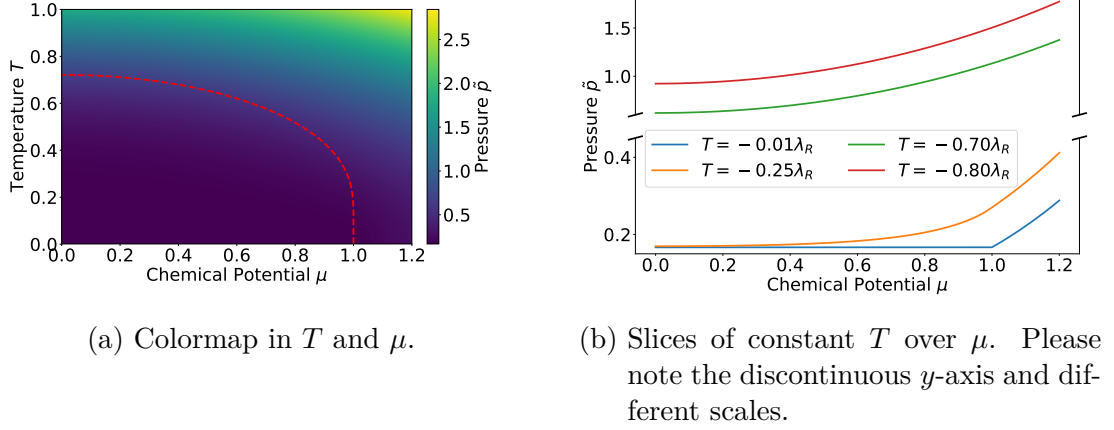 1.0
0.8
0.6
0.4
0.2
0.0
Temperature T
0.0 0.2 0.4 0.6 0.8 1.0 1.2
Chemical Potential μ
2.5
2.0
1.5
1.0
0.5
Pressure p̃
1.5
1.0
0.4
0.2
Pressure p̃
T = −0.01λ_R
T = −0.25λ_R
T = −0.70λ_R
T = −0.80λ_R
0.0 0.2 0.4 0.6 0.8 1.0 1.2
Chemical Potential μ
(a) Colormap in T and μ.
(b) Slices of constant T over μ. Please
note the discontinuous y-axis and dif-
ferent scales.